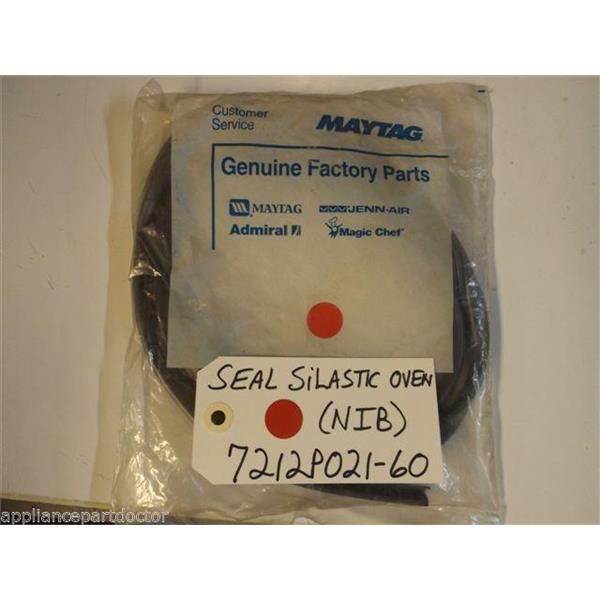 Customer
Service
MAYTAG
Genuine Factory Parts
MAYTAG
JENN-AIR
Admiral
Magic Chef
SEAL SiLASTIC OVEN
(NIB)
7212P021-60
appliancepartdoctor